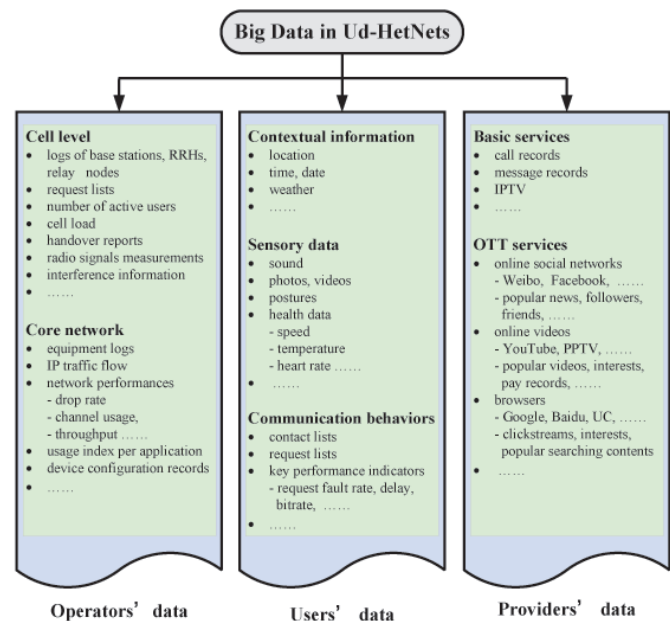 Big Data in Ud-HetNets
Cell level
• logs of base stations, RRHs,
relay nodes
• request lists
• number of active users
• cell load
• handover reports
• radio signals measurements
• interference information
• ……
Core network
• equipment logs
• IP traffic flow
• network performances
- drop rate
- channel usage,
- throughput ……
• usage index per application
• device configuration records
• ……
Operators’ data
Contextual information
• location
• time, date
• weather
• ……
Sensory data
• sound
• photos, videos
• postures
• health data
- speed
- temperature
- heart rate ……
• ……
Communication behaviors
• contact lists
• request lists
• key performance indicators
- request fault rate, delay,
bitrate, ……
• ……
Users’ data
Basic services
• call records
• message records
• IPTV
• ……
OTT services
• online social networks
- Weibo, Facebook, ……
- popular news, followers,
friends, ……
• online videos
- YouTube, PPTV, ……
- popular videos, interests,
pay records, ……
• browsers
- Google, Baidu, UC, ……
- clickstreams, interests,
popular searching contents
• ……
Providers’ data